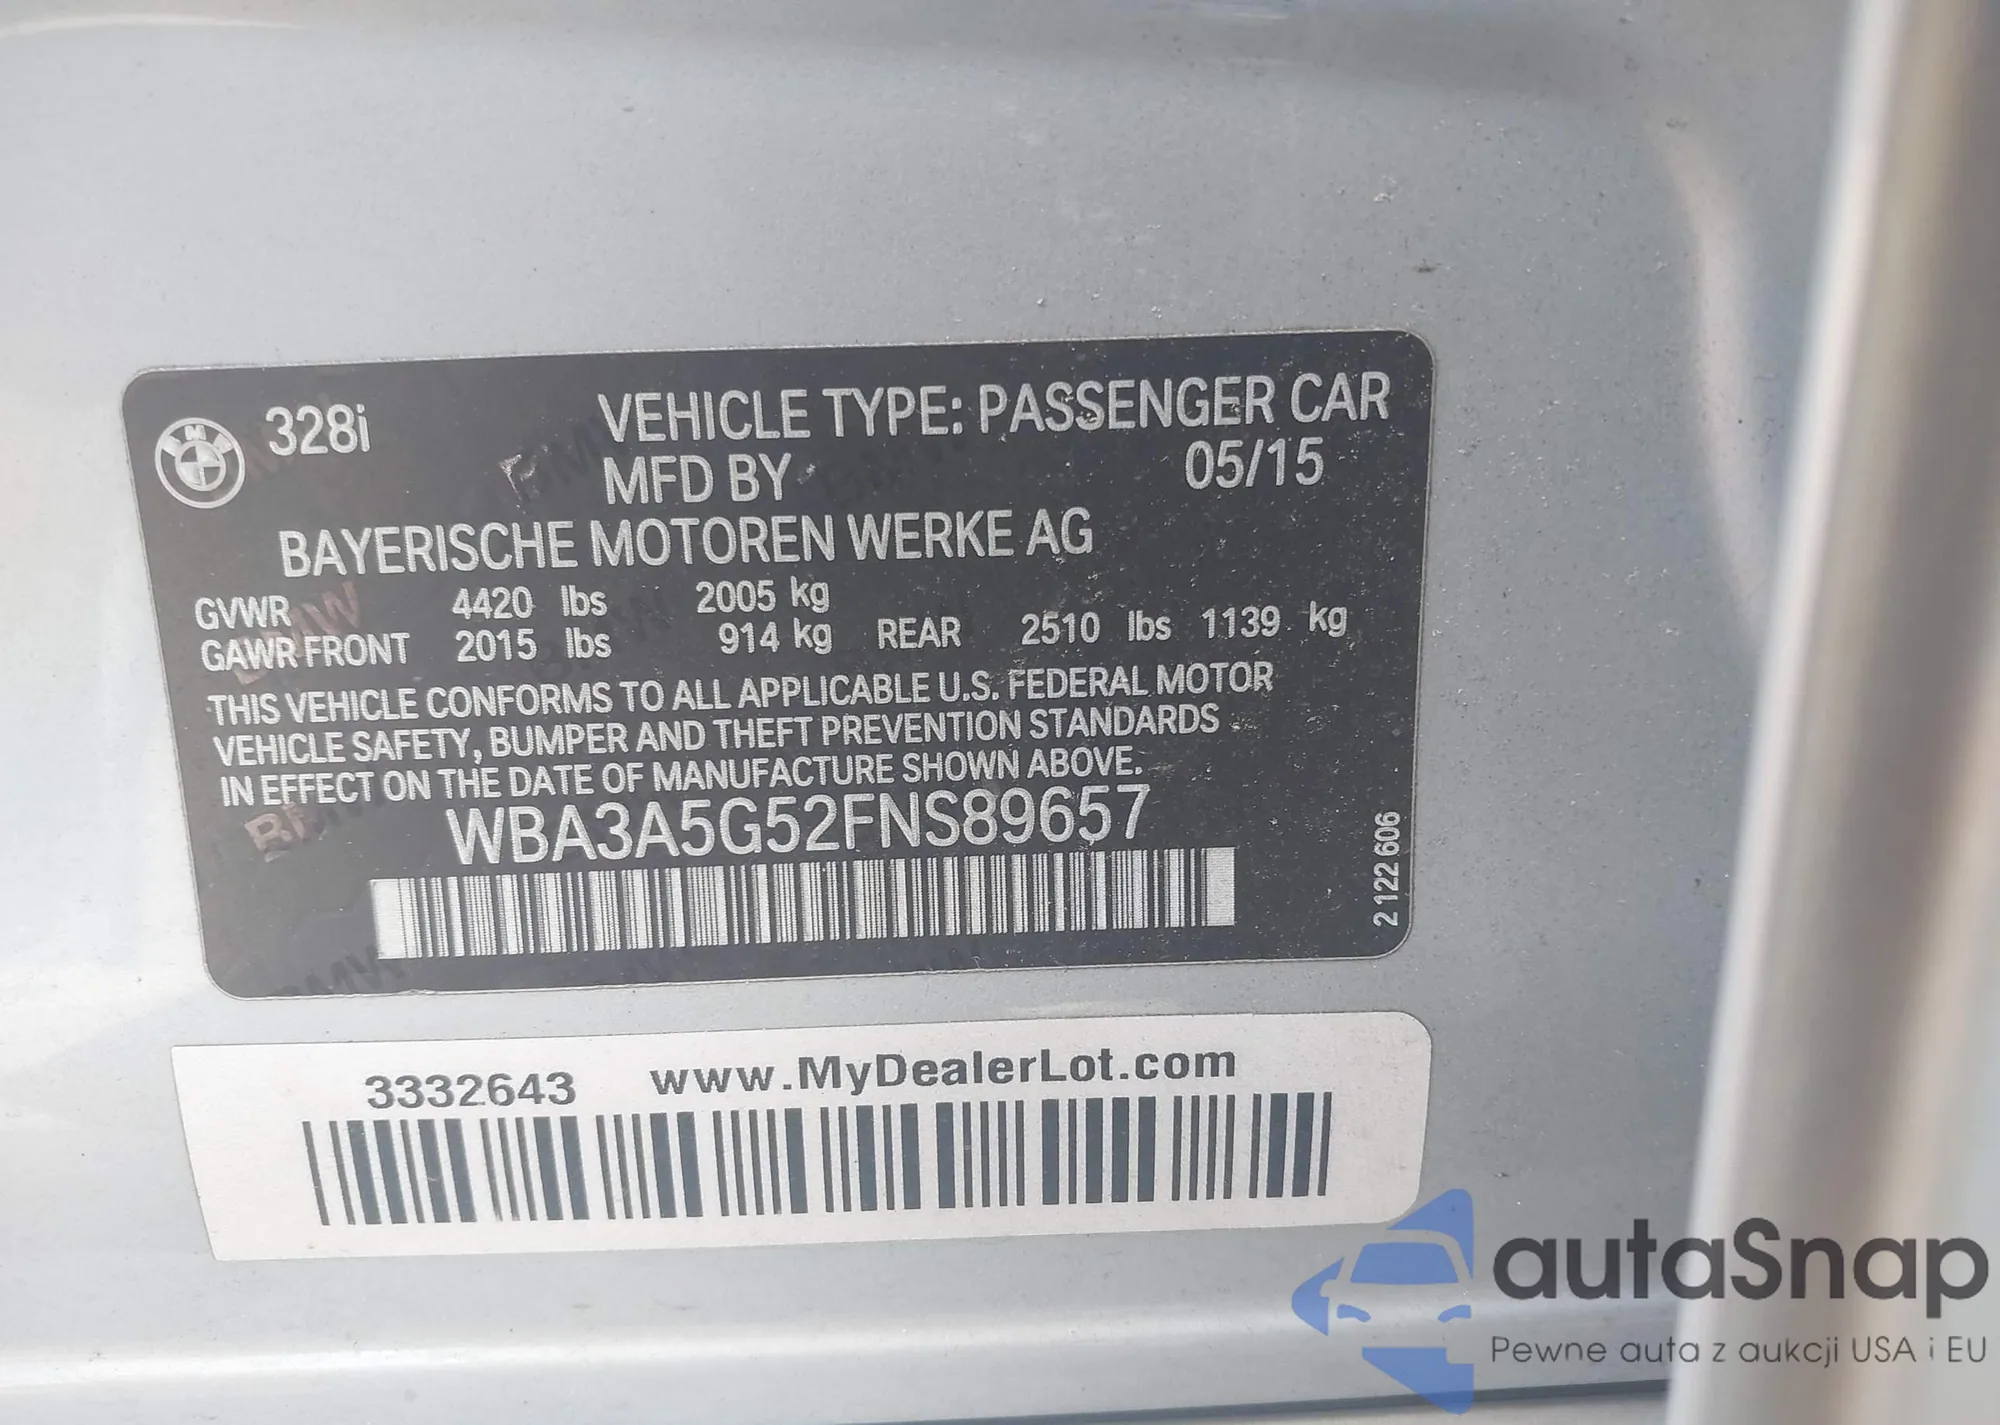 328i
VEHICLE TYPE: PASSENGER CAR
MFD BY 05/15
BAYERISCHE MOTOREN WERKE AG
GVWR 4420 lbs 2005 kg
GAWR FRONT 2015 lbs 914 kg REAR 2510 lbs 1139 kg
THIS VEHICLE CONFORMS TO ALL APPLICABLE U.S. FEDERAL MOTOR
VEHICLE SAFETY, BUMPER AND THEFT PREVENTION STANDARDS
IN EFFECT ON THE DATE OF MANUFACTURE SHOWN ABOVE.
WBA3A5G52FNS89657
2 122 606
3332643 www.MyDealerLot.com
autaSnap
Pewne auta z aukcji USA i EU